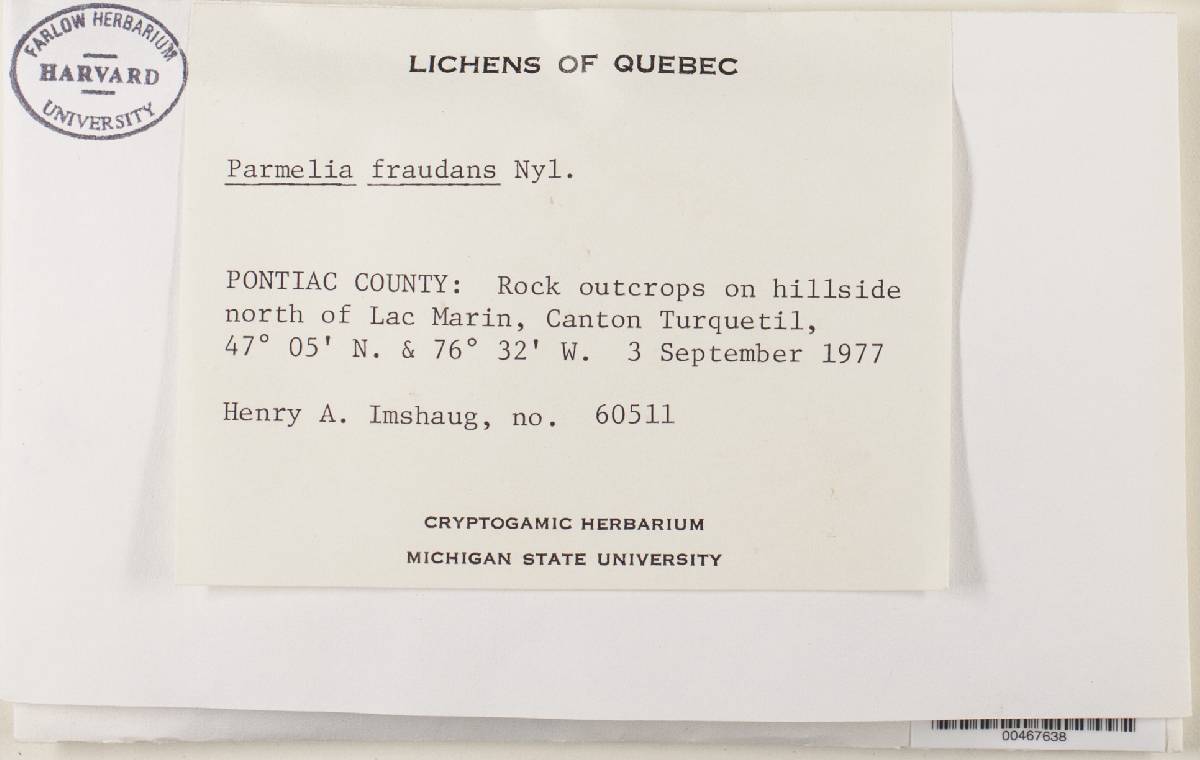 FARLOW HERBARIUM
HARVARD
UNIVERSITY
LICHENS OF QUEBEC
Parmelia fraudans Nyl.
PONTIAC COUNTY: Rock outcrops on hillside
north of Lac Marin, Canton Turquetil,
47° 05' N. & 76° 32' W. 3 September 1977
Henry A. Imshaug, no. 60511
CRYPTOGAMIC HERBARIUM
MICHIGAN STATE UNIVERSITY
00467638